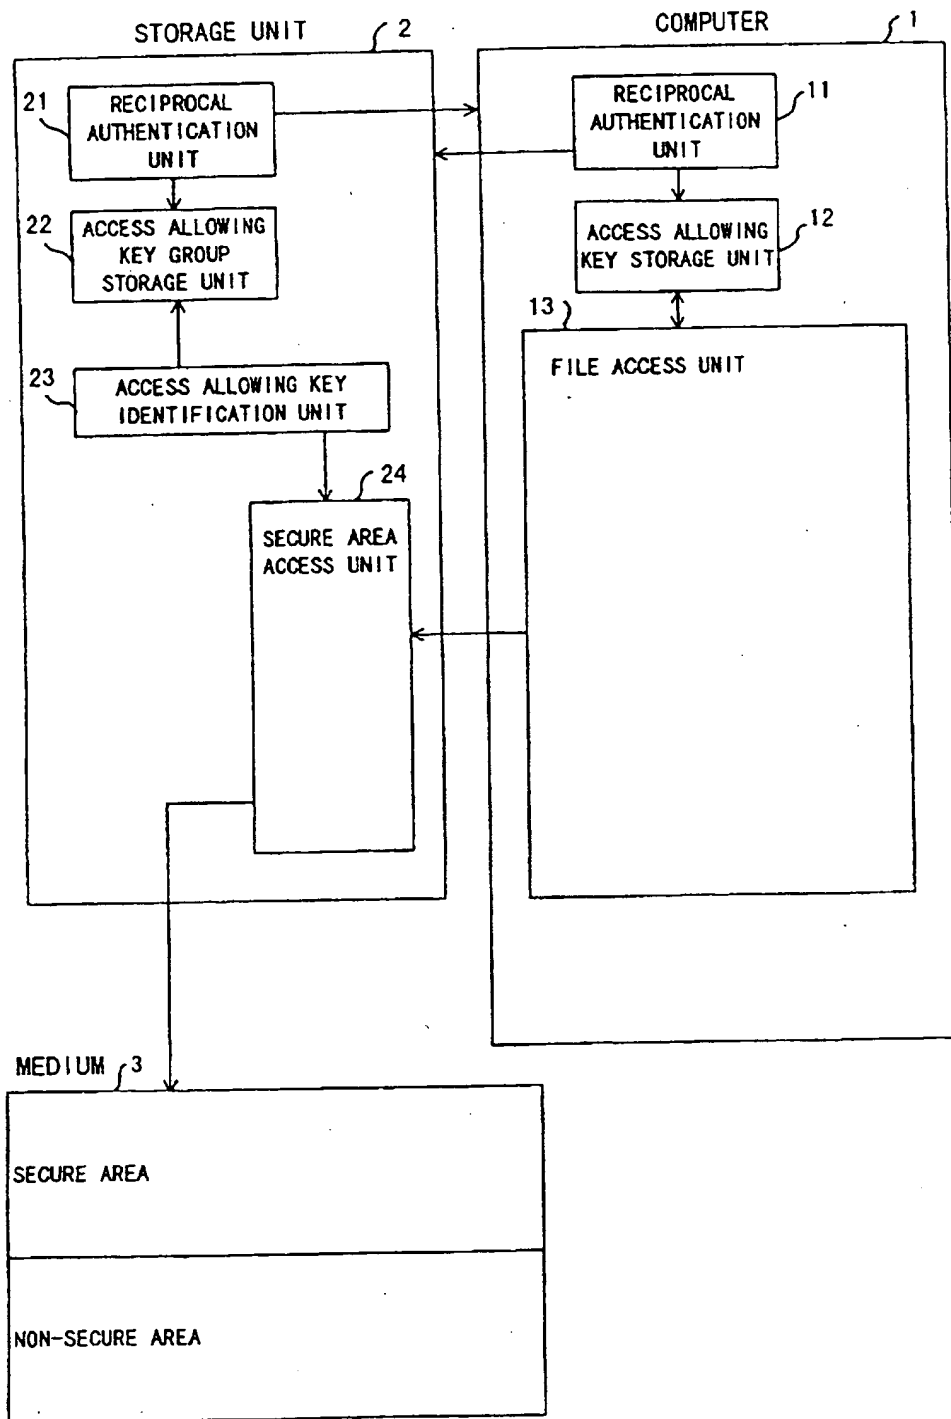 STORAGE UNIT 2
COMPUTER 1
21
RECIPROCAL
AUTHENTICATION
UNIT
22
ACCESS ALLOWING
KEY GROUP
STORAGE UNIT
23
ACCESS ALLOWING KEY
IDENTIFICATION UNIT
24
SECURE AREA
ACCESS UNIT
RECIPROCAL
AUTHENTICATION
UNIT
11
ACCESS ALLOWING
KEY STORAGE UNIT
12
13
FILE ACCESS UNIT
MEDIUM 3
SECURE AREA
NON-SECURE AREA